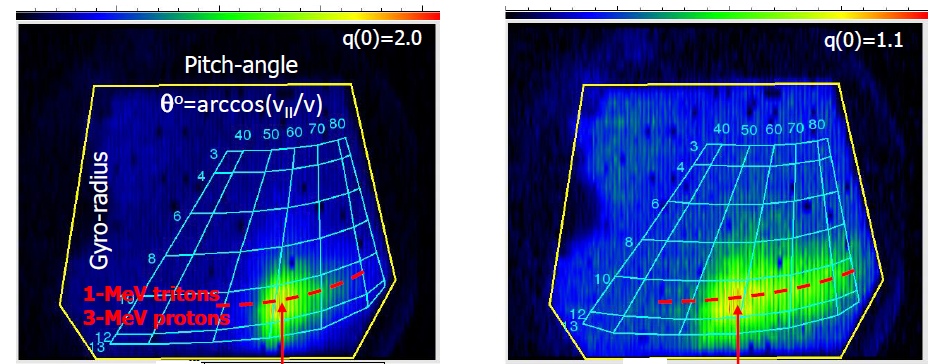 q(0)=2.0
Pitch-angle
θº=arccos(v||/v)
40 50 60 70 80
3
4
6
8
10
12
13
Gyro-radius
1-MeV tritons
3-MeV protons
q(0)=1.1
40 50 60 70 80
3
4
6
8
10
12
13